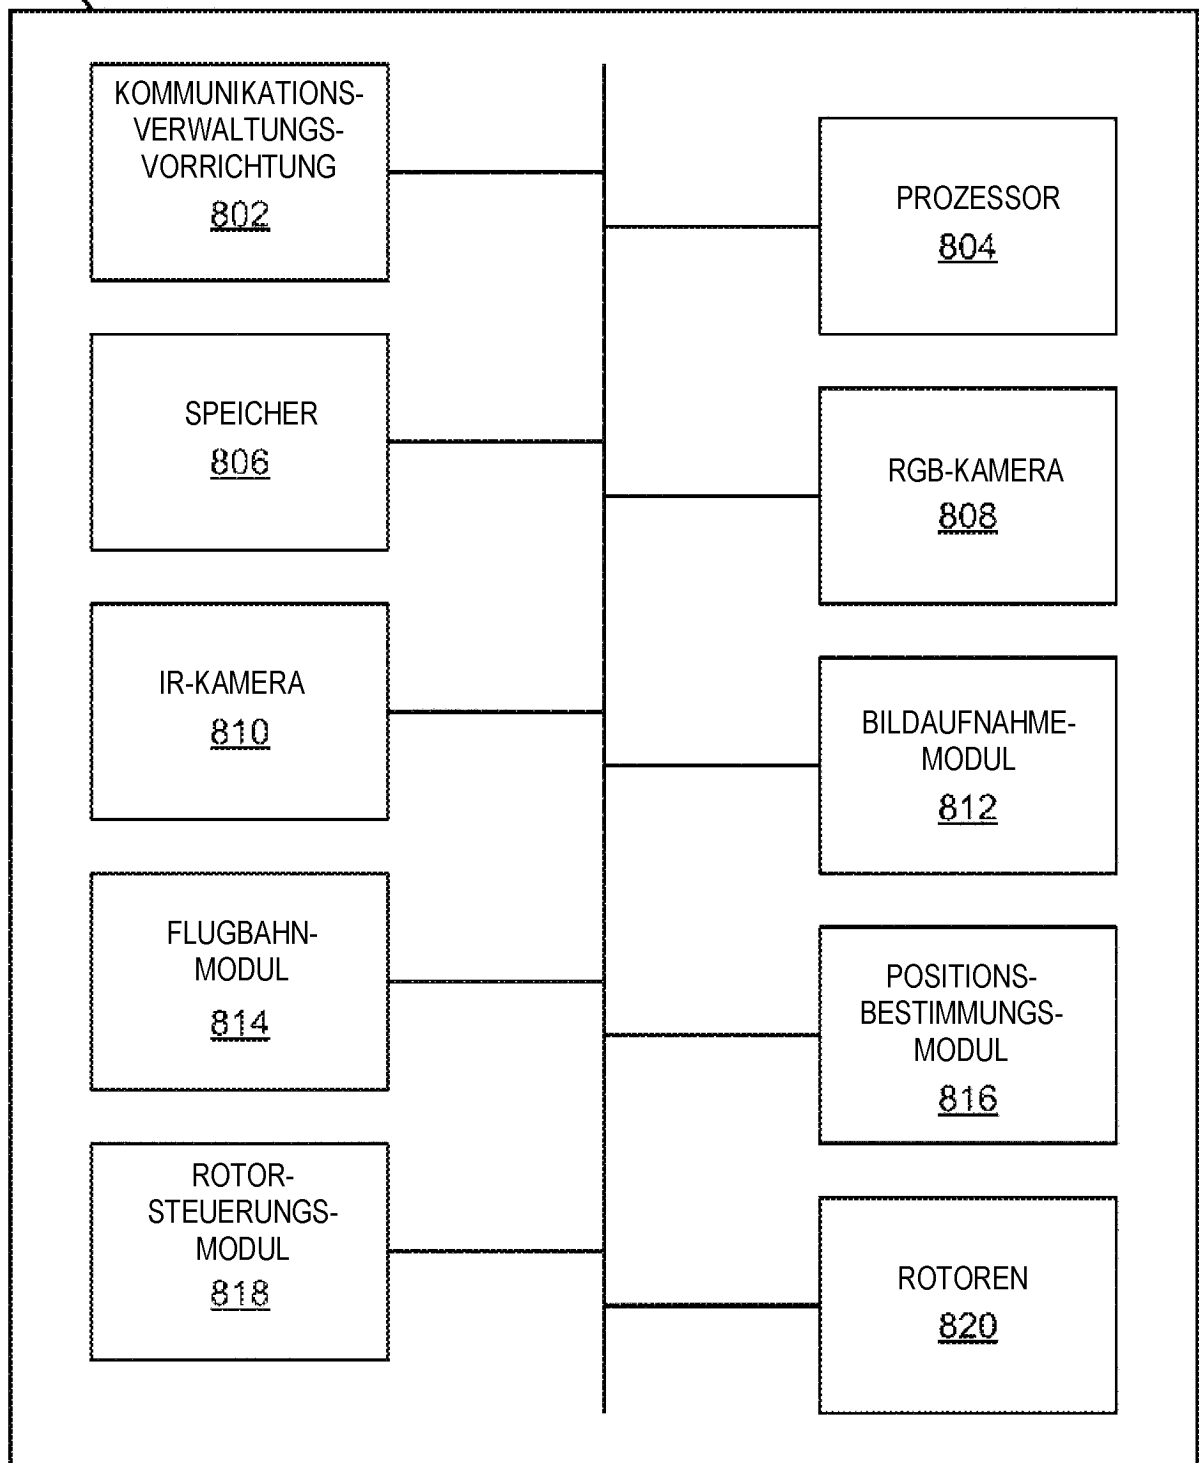 KOMMUNIKATIONS-
VERWALTUNGS-
VORRICHTUNG
802
PROZESSOR
804
SPEICHER
806
RGB-KAMERA
808
IR-KAMERA
810
BILDAUFNAHME-
MODUL
812
FLUGBAHN-
MODUL
814
POSITIONS-
BESTIMMUNGS-
MODUL
816
ROTOR-
STEUERUNGS-
MODUL
818
ROTOREN
820